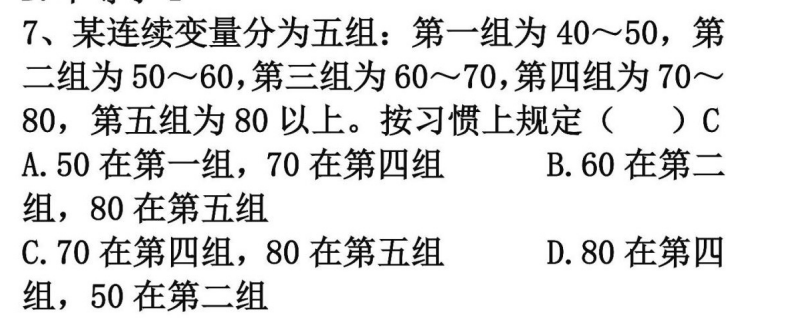 7、某连续变量分为五组：第一组为 40～50，第
二组为 50～60，第三组为 60～70，第四组为 70～
80，第五组为 80 以上。按习惯上规定（　　）C
A. 50 在第一组，70 在第四组　　B. 60 在第二
组，80 在第五组
C. 70 在第四组，80 在第五组　　D. 80 在第四
组，50 在第二组